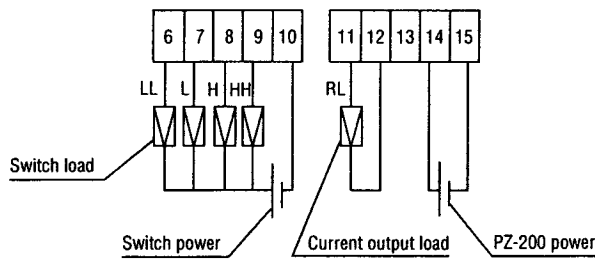 6 7 8 9 10 11 12 13 14 15
LL L H HH RL
Switch load
Switch power Current output load PZ-200 power